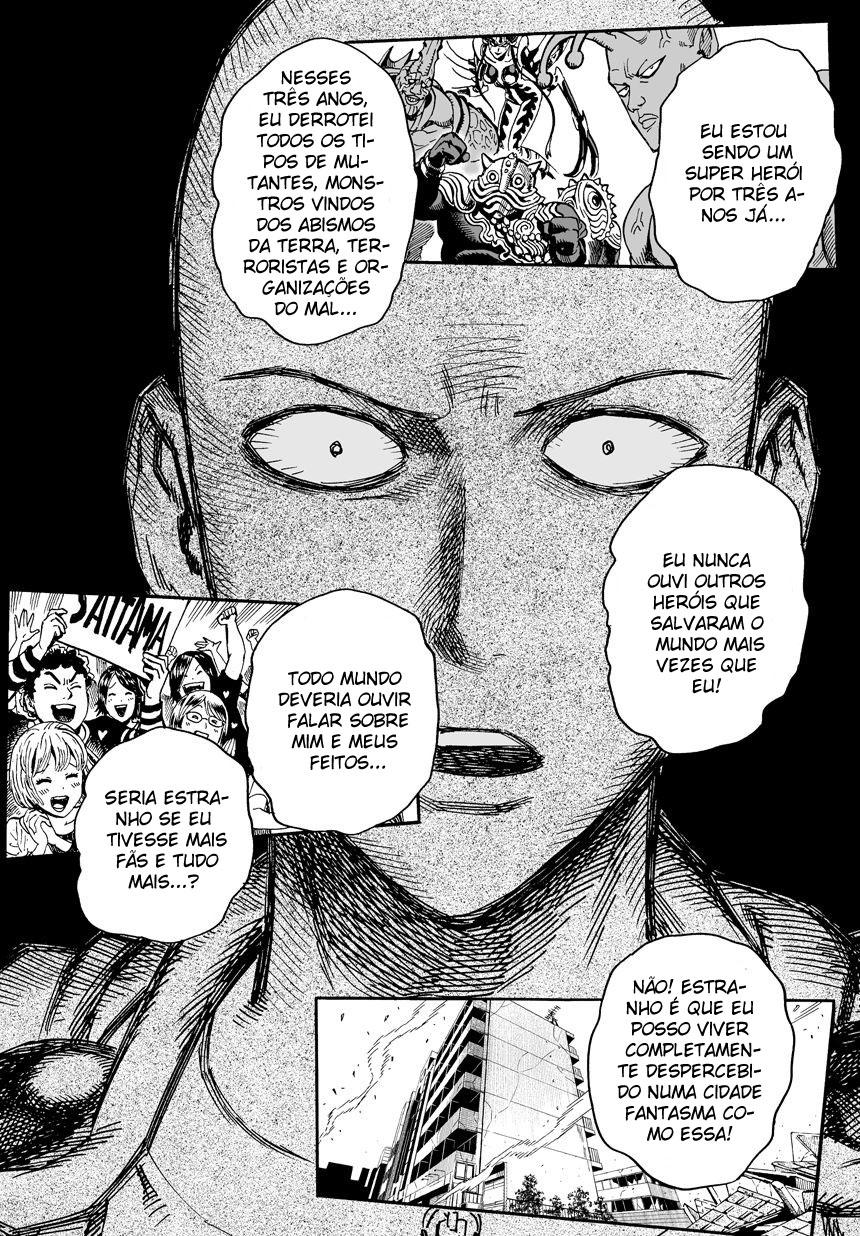 EU ESTOU
SENDO UM
SUPER HERÓI
POR TRÊS A-
NOS JÁ...
NESSES
TRÊS ANOS,
EU DERROTEI
TODOS OS TI-
POS DE MU-
TANTES, MONS-
TROS VINDOS
DOS ABISMOS
DA TERRA, TER-
RORISTAS E OR-
GANIZAÇÕES
DO MAL...
EU NUNCA
OUVI OUTROS
HERÓIS QUE
SALVARAM O
MUNDO MAIS
VEZES QUE
EU!
SAITAMA
TODO MUNDO
DEVERIA OUVIR
FALAR SOBRE
MIM E MEUS
FEITOS...
SERIA ESTRA-
NHO SE EU
TIVESSE MAIS
FÃS E TUDO
MAIS...?
NÃO! ESTRA-
NHO É QUE EU
POSSO VIVER
COMPLETAMEN-
TE DESPERCEBI-
DO NUMA CIDADE
FANTASMA CO-
MO ESSA!